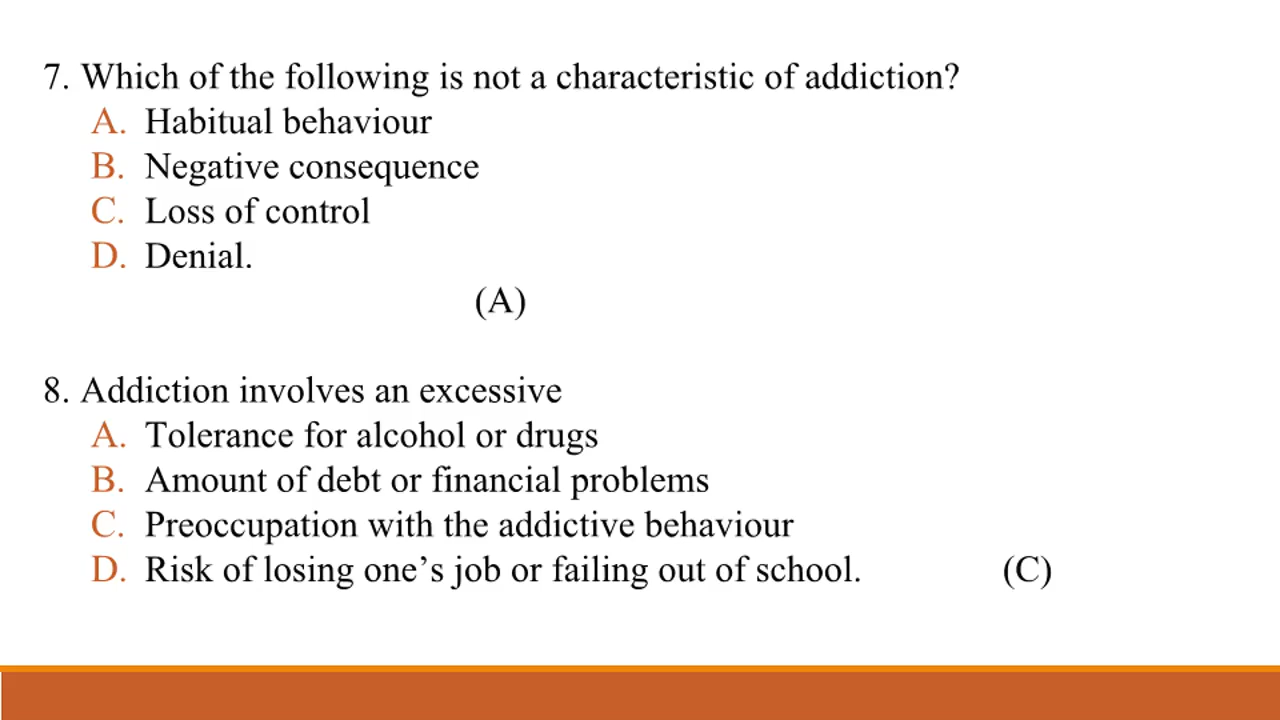 7. Which of the following is not a characteristic of addiction?
A. Habitual behaviour
B. Negative consequence
C. Loss of control
D. Denial.
(A)
8. Addiction involves an excessive
A. Tolerance for alcohol or drugs
B. Amount of debt or financial problems
C. Preoccupation with the addictive behaviour
D. Risk of losing one’s job or failing out of school. (C)